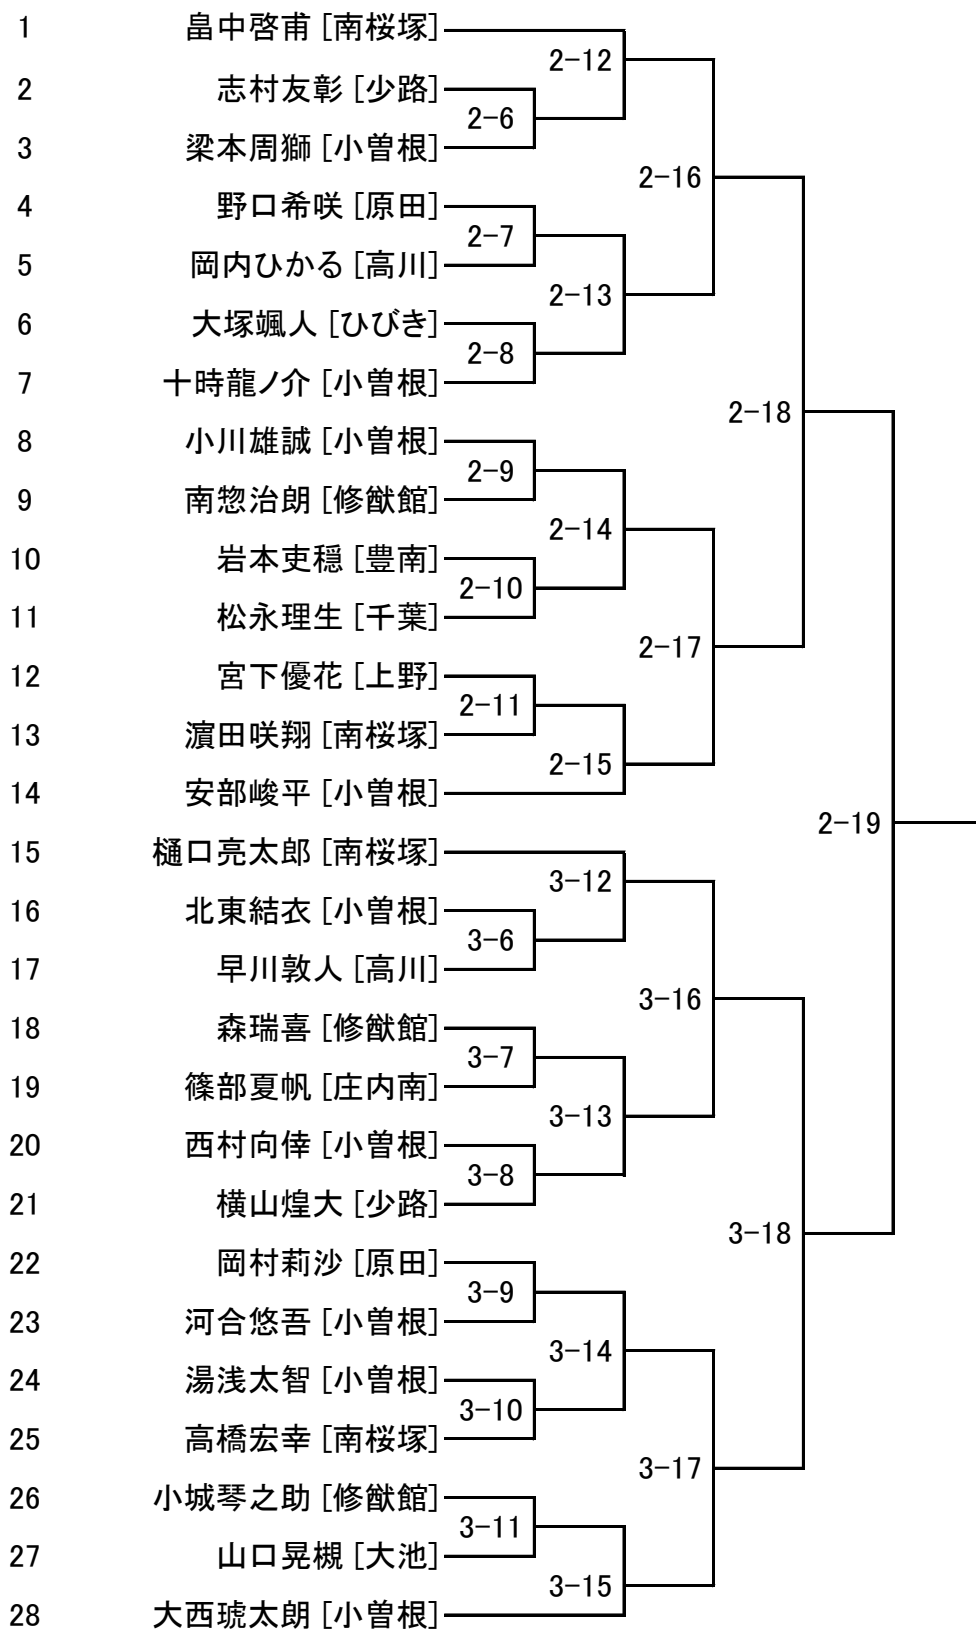 1 畠中啓甫 [南桜塚]
2-12
2 志村友彰 [少路]
2-6
3 梁本周獅 [小曽根]
2-16
4 野口希咲 [原田]
2-7
5 岡内ひかる [高川]
2-13
6 大塚颯人 [ひびき]
2-8
7 十時龍ノ介 [小曽根]
2-18
8 小川雄誠 [小曽根]
2-9
9 南惣治朗 [修猷館]
2-14
10 岩本吏穏 [豊南]
2-10
11 松永理生 [千葉]
2-17
12 宮下優花 [上野]
2-11
13 濵田咲翔 [南桜塚]
2-15
14 安部峻平 [小曽根]
2-19
15 樋口亮太郎 [南桜塚]
3-12
16 北東結衣 [小曽根]
3-6
17 早川敦人 [高川]
3-16
18 森瑞喜 [修猷館]
3-7
19 篠部夏帆 [庄内南]
3-13
20 西村向倖 [小曽根]
3-8
21 横山煌大 [少路]
3-18
22 岡村莉沙 [原田]
3-9
23 河合悠吾 [小曽根]
3-14
24 湯浅太智 [小曽根]
3-10
25 高橋宏幸 [南桜塚]
3-17
26 小城琴之助 [修猷館]
3-11
27 山口晃槻 [大池]
3-15
28 大西琥太朗 [小曽根]